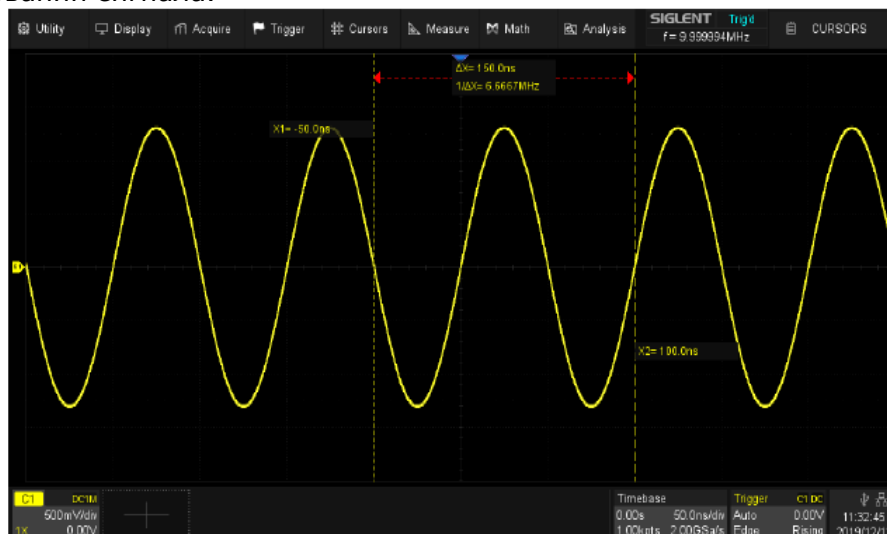 Utility Display Acquire Trigger Cursors Measure Math Analysis SIGLENT Trig'd CURSORS
f = 9.999994MHz
ΔX= 150.0ns
1/ΔX= 6.6667MHz
X1= -50.0ns
X2= 100.0ns
C1 DC1M
500mV/div
1X 0.00V
Timebase
0.00s 50.0ns/div
1.00kpts 2.00GSa/s
Trigger C1 DC
Auto 0.00V
Edge Rising
11:32:45